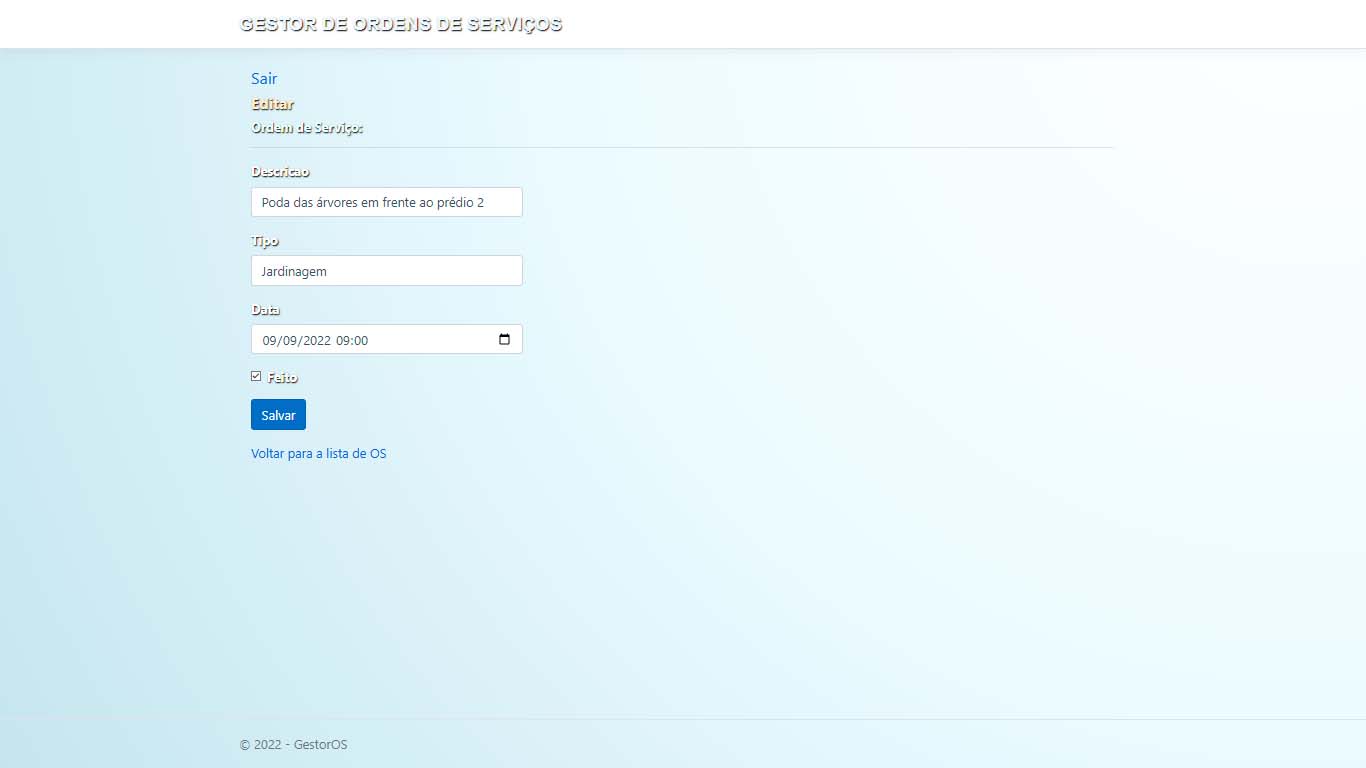 GESTOR DE ORDENS DE SERVIÇOS
Sair
Editar
Ordem de Serviço:
Descricao
Poda das árvores em frente ao prédio 2
Tipo
Jardinagem
Data
09/09/2022 09:00
Feito
Salvar
Voltar para a lista de OS
© 2022 - GestorOS